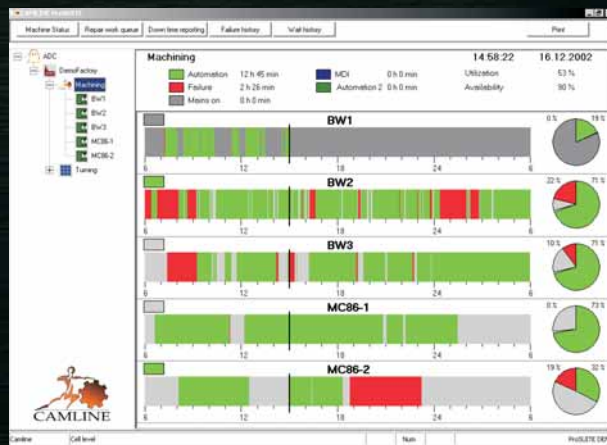 CAMLINE ProSUITE
Machine Status Repair work queue Down time reporting Failure history Wait history Print
ADC
DemoFactory
Machining
BW1
BW2
BW3
MC86-1
MC86-2
Turning
Machining 14:58:22 16.12.2002
Automation 12 h 45 min MDI 0 h 0 min Utilization 53 %
Failure 2 h 26 min Automation 2 0 h 0 min Availability 90 %
Mains on 0 h 0 min
BW1
0 % 19 %
6 12 18 24 6
BW2
22 % 71 %
6 12 18 24 6
BW3
10 % 71 %
6 12 18 24 6
MC86-1
0 % 73 %
6 12 18 24 6
MC86-2
19 % 32 %
6 12 18 24 6
CAMLINE
Camline Cell level Num